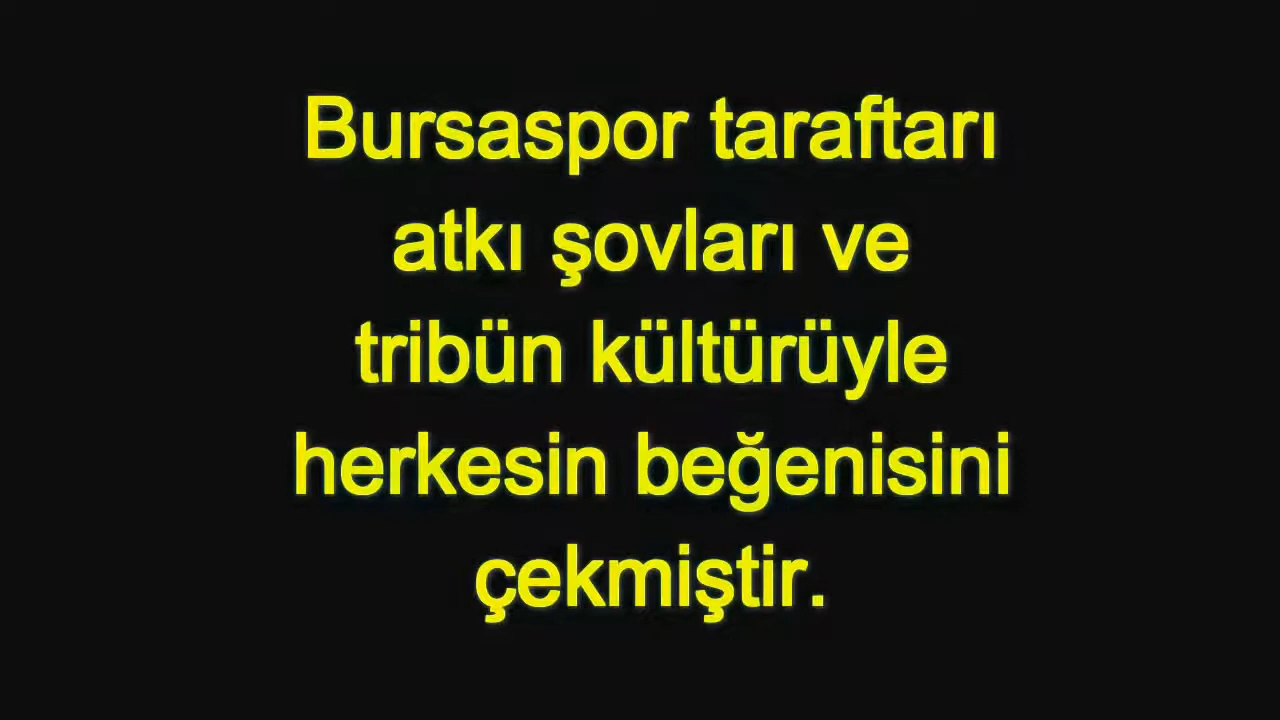 Bursaspor taraftarı
atkı şovları ve
tribün kültürüyle
herkesin beğenisini
çekmiştir.